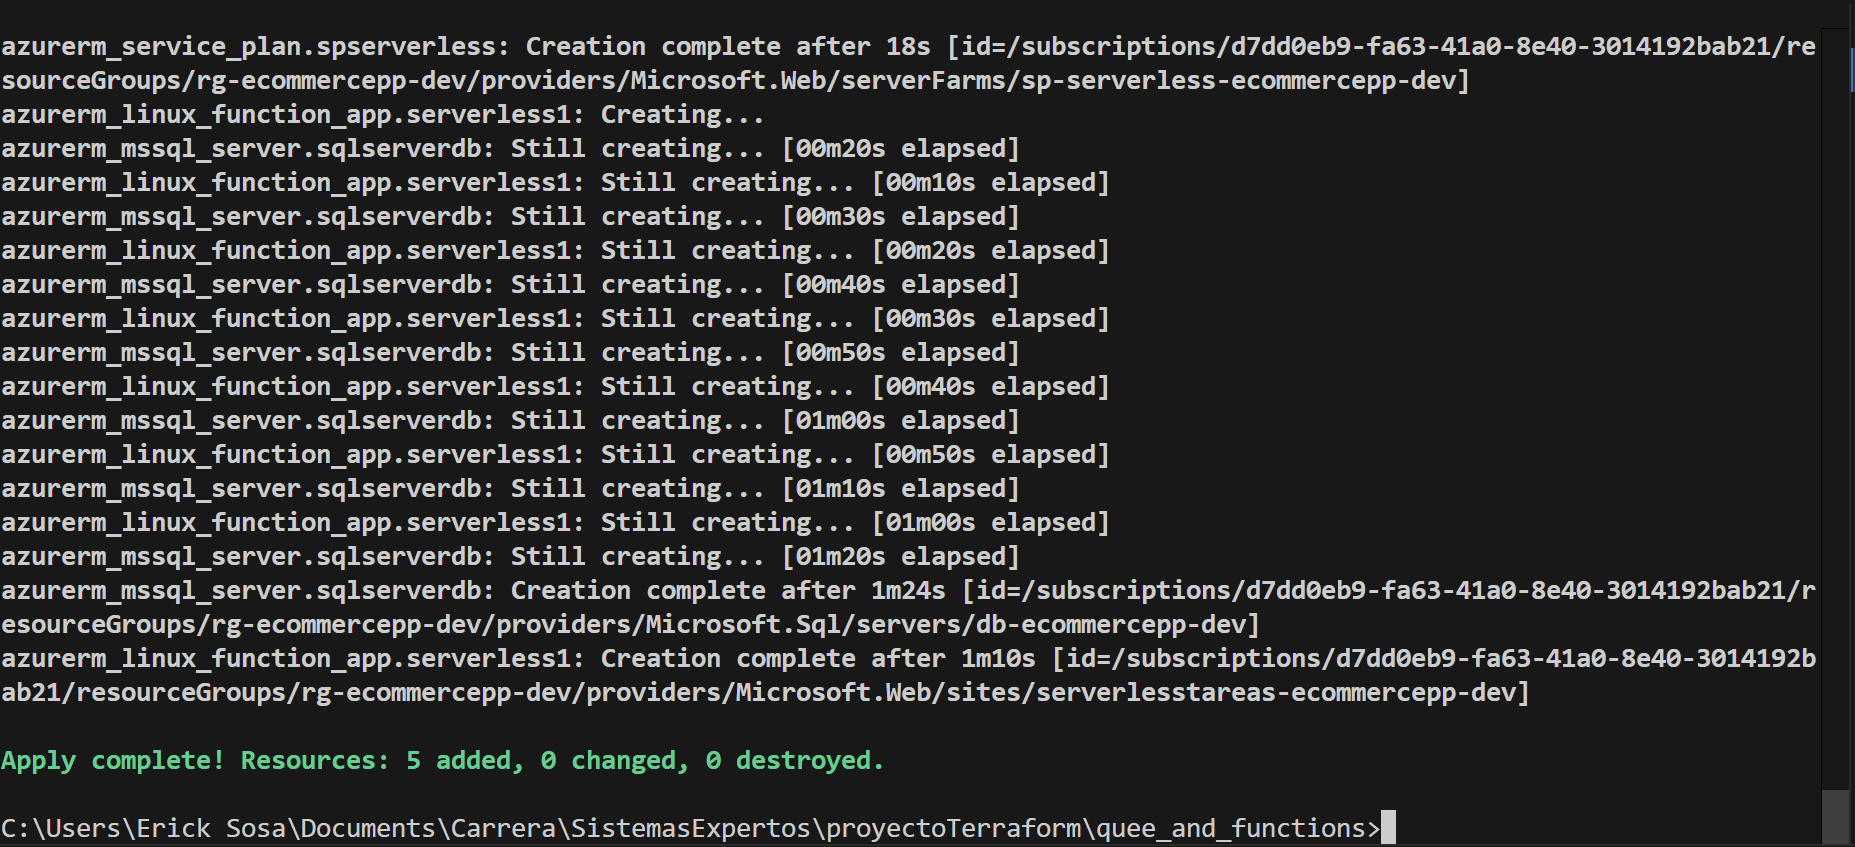 azurerm_service_plan.spserverless: Creation complete after 18s [id=/subscriptions/d7dd0eb9-fa63-41a0-8e40-3014192bab21/re
sourceGroups/rg-ecommercepp-dev/providers/Microsoft.Web/serverFarms/sp-serverless-ecommercepp-dev]
azurerm_linux_function_app.serverless1: Creating...
azurerm_mssql_server.sqlserverdb: Still creating... [00m20s elapsed]
azurerm_linux_function_app.serverless1: Still creating... [00m10s elapsed]
azurerm_mssql_server.sqlserverdb: Still creating... [00m30s elapsed]
azurerm_linux_function_app.serverless1: Still creating... [00m20s elapsed]
azurerm_mssql_server.sqlserverdb: Still creating... [00m40s elapsed]
azurerm_linux_function_app.serverless1: Still creating... [00m30s elapsed]
azurerm_mssql_server.sqlserverdb: Still creating... [00m50s elapsed]
azurerm_linux_function_app.serverless1: Still creating... [00m40s elapsed]
azurerm_mssql_server.sqlserverdb: Still creating... [01m00s elapsed]
azurerm_linux_function_app.serverless1: Still creating... [00m50s elapsed]
azurerm_mssql_server.sqlserverdb: Still creating... [01m10s elapsed]
azurerm_linux_function_app.serverless1: Still creating... [01m00s elapsed]
azurerm_mssql_server.sqlserverdb: Still creating... [01m20s elapsed]
azurerm_mssql_server.sqlserverdb: Creation complete after 1m24s [id=/subscriptions/d7dd0eb9-fa63-41a0-8e40-3014192bab21/r
esourceGroups/rg-ecommercepp-dev/providers/Microsoft.Sql/servers/db-ecommercepp-dev]
azurerm_linux_function_app.serverless1: Creation complete after 1m10s [id=/subscriptions/d7dd0eb9-fa63-41a0-8e40-3014192b
ab21/resourceGroups/rg-ecommercepp-dev/providers/Microsoft.Web/sites/serverlesstareas-ecommercepp-dev]
Apply complete! Resources: 5 added, 0 changed, 0 destroyed.
C:\Users\Erick Sosa\Documents\Carrera\SistemasExpertos\proyectoTerraform\quee_and_functions>